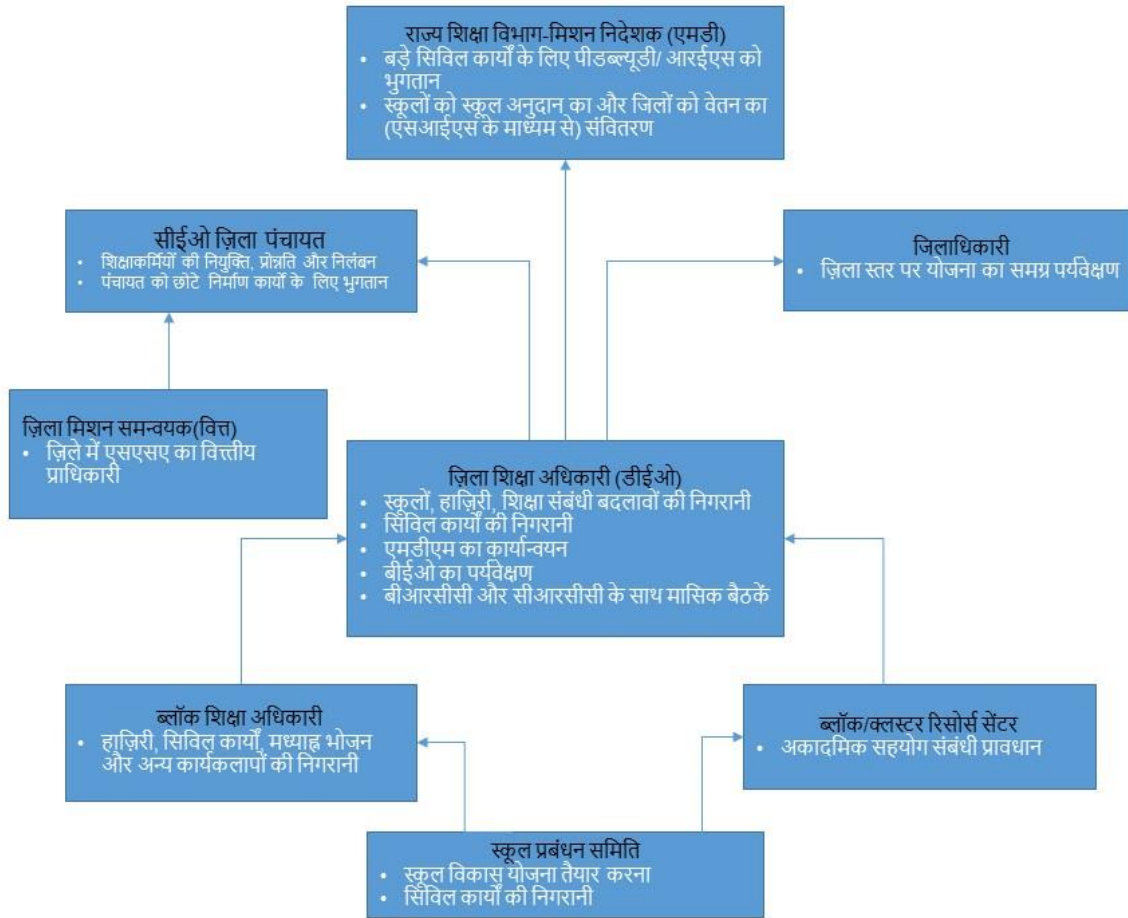 राज्य शिक्षा विभाग-मिशन निदेशक (एमडी)
• बड़े सिविल कार्यों के लिए पीडब्ल्यूडी/ आरईएस को
भुगतान
• स्कूलों को स्कूल अनुदान का और जिलों को वेतन का
(एसआईएस के माध्यम से) संवितरण
सीईओ ज़िला पंचायत
• शिक्षाकर्मियों की नियुक्ति, प्रोन्नति और निलंबन
• पंचायत को छोटे निर्माण कार्यों के लिए भुगतान
जिलाधिकारी
• ज़िला स्तर पर योजना का समग्र पर्यवेक्षण
ज़िला मिशन समन्वयक(वित्त)
• ज़िले में एसएसए का वित्तीय
प्राधिकारी
ज़िला शिक्षा अधिकारी (डीईओ)
• स्कूलों, हाज़िरी, शिक्षा संबंधी बदलावों की निगरानी
• सिविल कार्यों की निगरानी
• एमडीएम का कार्यान्वयन
• बीईओ का पर्यवेक्षण
• बीआरसीसी और सीआरसीसी के साथ मासिक बैठकें
ब्लॉक शिक्षा अधिकारी
• हाज़िरी, सिविल कार्यों, मध्याह्न भोजन
और अन्य कार्यकलापों की निगरानी
ब्लॉक/क्लस्टर रिसोर्स सेंटर
• अकादमिक सहयोग संबंधी प्रावधान
स्कूल प्रबंधन समिति
• स्कूल विकास योजना तैयार करना
• सिविल कार्यों की निगरानी